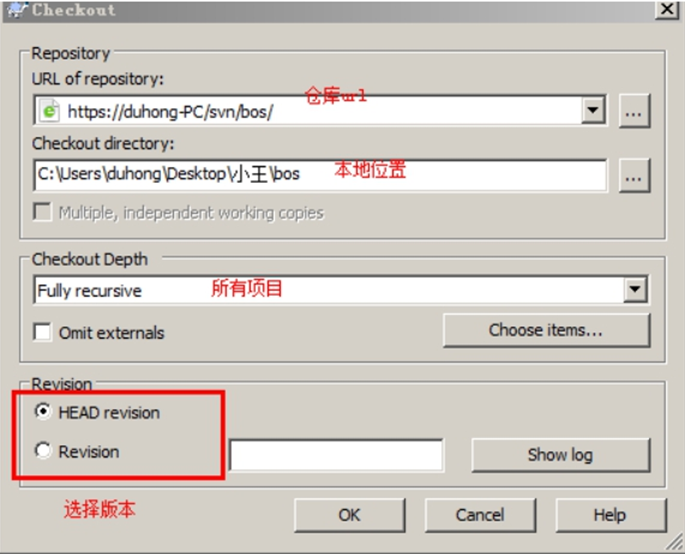 Checkout
Repository
URL of repository:
仓库url
https://duhong-PC/svn/bos/
...
Checkout directory:
C:\Users\duhong\Desktop\小王\bos
本地位置
...
Multiple, independent working copies
Checkout Depth
Fully recursive
所有项目
Omit externals
Choose items...
Revision
HEAD revision
Revision
Show log
选择版本
OK
Cancel
Help